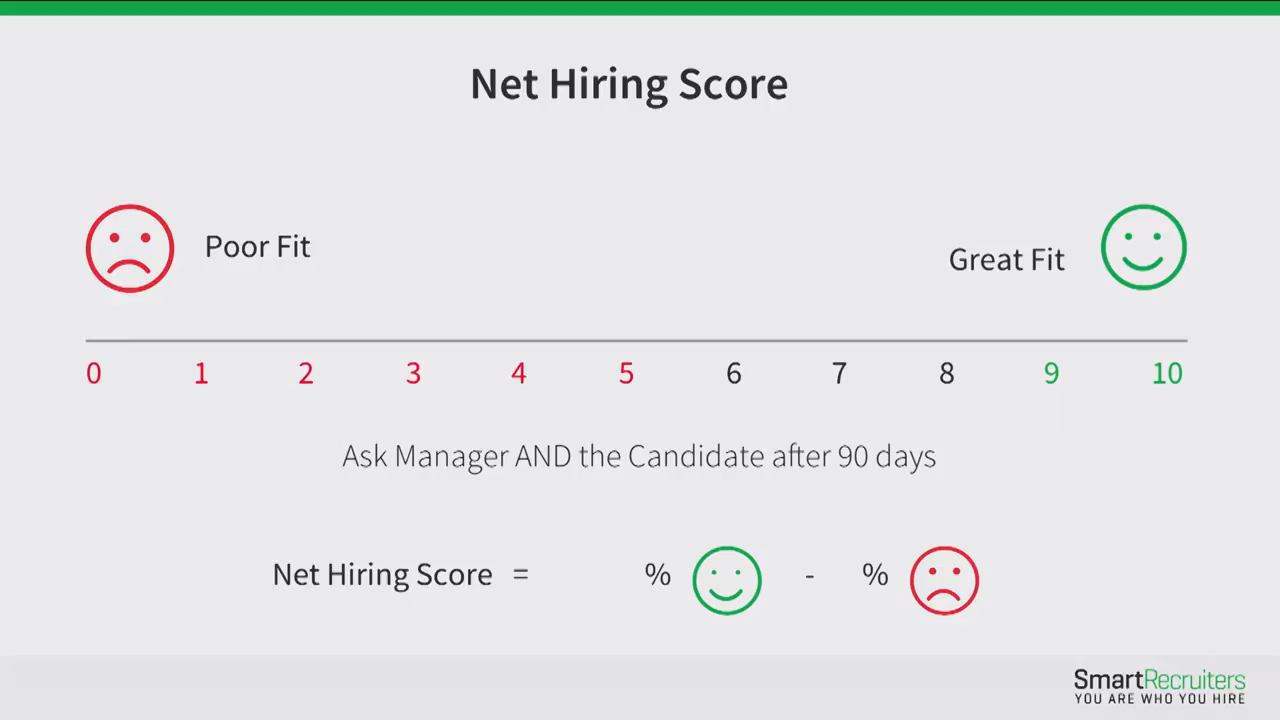 Net Hiring Score
Poor Fit
Great Fit
0 1 2 3 4 5 6 7 8 9 10
Ask Manager AND the Candidate after 90 days
Net Hiring Score = % - %
SmartRecruiters
YOU ARE WHO YOU HIRE